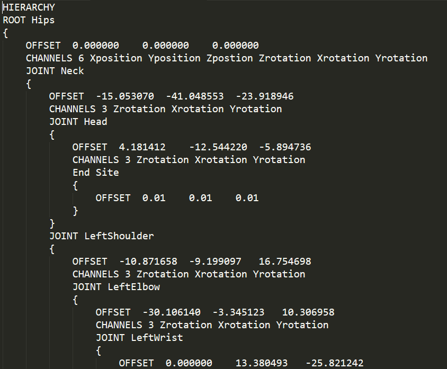 HIERARCHY
ROOT Hips
{
    OFFSET  0.000000    0.000000    0.000000
    CHANNELS 6 Xposition Yposition Zpostion Zrotation Xrotation Yrotation
    JOINT Neck
    {
        OFFSET  -15.053070  -41.048553  -23.918946
        CHANNELS 3 Zrotation Xrotation Yrotation
        JOINT Head
        {
            OFFSET  4.181412    -12.544220  -5.894736
            CHANNELS 3 Zrotation Xrotation Yrotation
            End Site
            {
                OFFSET  0.01    0.01    0.01
            }
        }
        JOINT LeftShoulder
        {
            OFFSET  -10.871658  -9.199097   16.754698
            CHANNELS 3 Zrotation Xrotation Yrotation
            JOINT LeftElbow
            {
                OFFSET  -30.106140  -3.345123   10.306958
                CHANNELS 3 Zrotation Xrotation Yrotation
                JOINT LeftWrist
                {
                    OFFSET  0.000000    13.380493   -25.821242